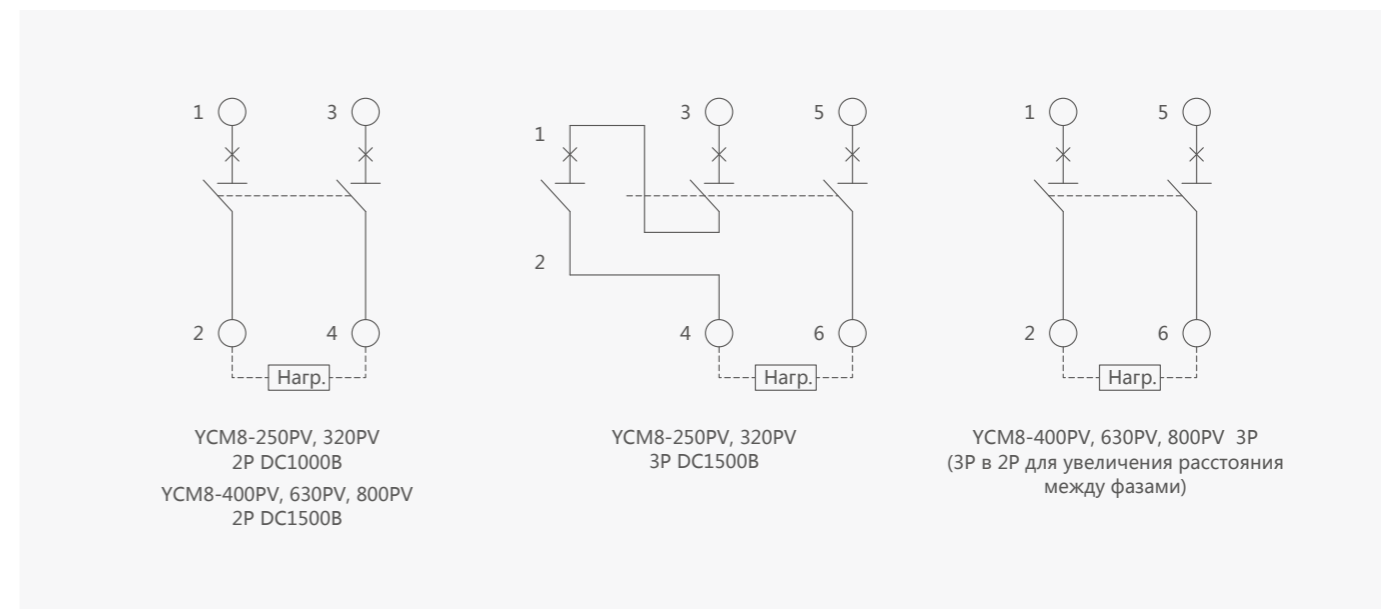 1 3
2 4
Нагр.
YCM8-250PV, 320PV
2P DC1000В
YCM8-400PV, 630PV, 800PV
2P DC1500В
1 3 5
2
4 6
Нагр.
YCM8-250PV, 320PV
3P DC1500В
1 5
2 6
Нагр.
YCM8-400PV, 630PV, 800PV 3P
(3P в 2P для увеличения расстояния
между фазами)